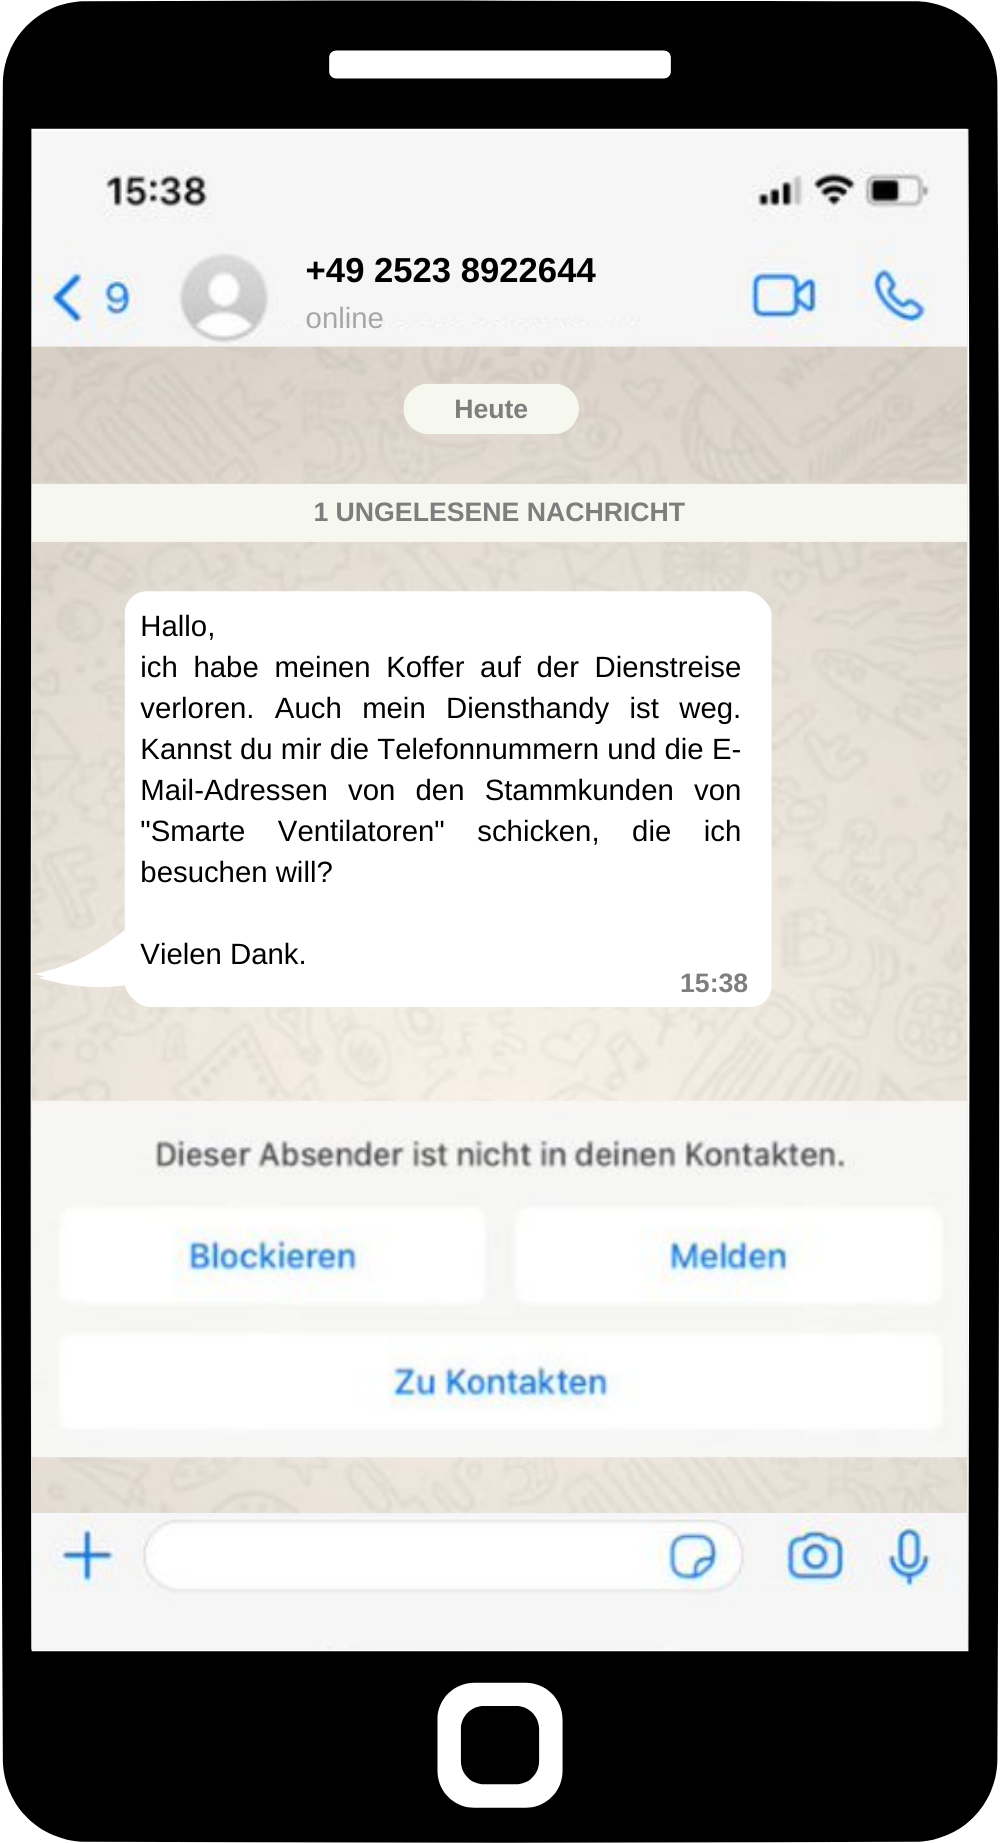 15:38
9
+49 2523 8922644
online
Heute
1 UNGELESENE NACHRICHT
Hallo,
ich habe meinen Koffer auf der Dienstreise
verloren. Auch mein Diensthandy ist weg.
Kannst du mir die Telefonnummern und die E-
Mail-Adressen von den Stammkunden von
"Smarte Ventilatoren" schicken, die ich
besuchen will?
Vielen Dank.
15:38
Dieser Absender ist nicht in deinen Kontakten.
Blockieren
Melden
Zu Kontakten